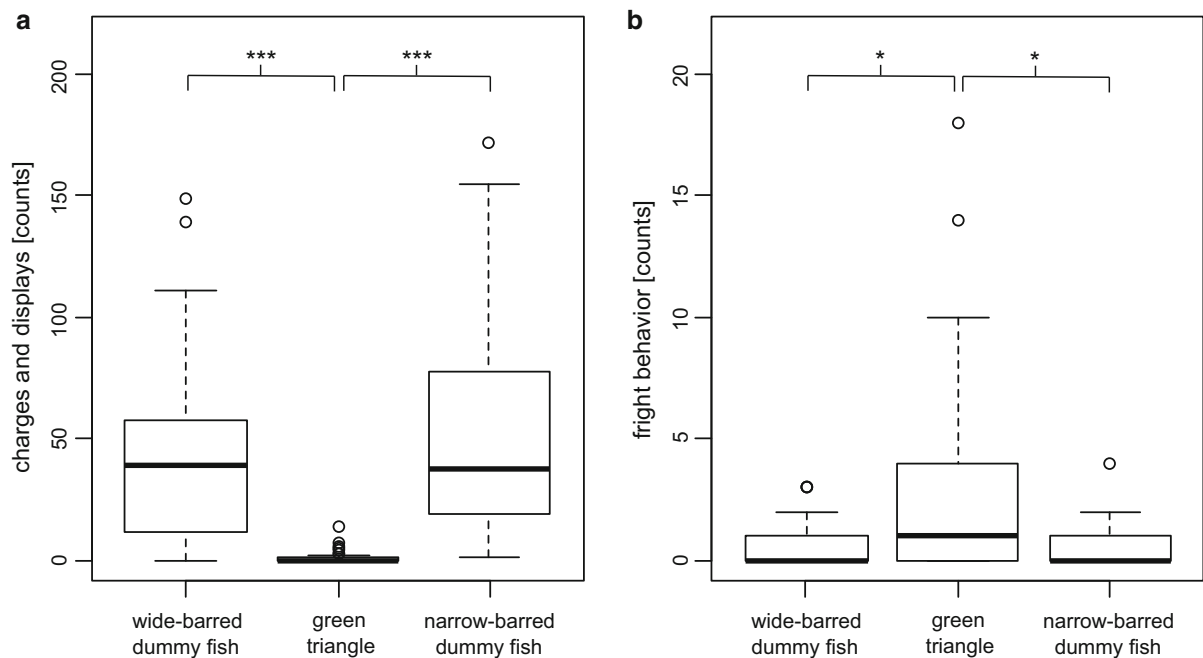 a
charges and displays [counts]
200
150
100
50
0
*** ***
wide-barred dummy fish
green triangle
narrow-barred dummy fish
b
fright behavior [counts]
20
15
10
5
0
* *
wide-barred dummy fish
green triangle
narrow-barred dummy fish